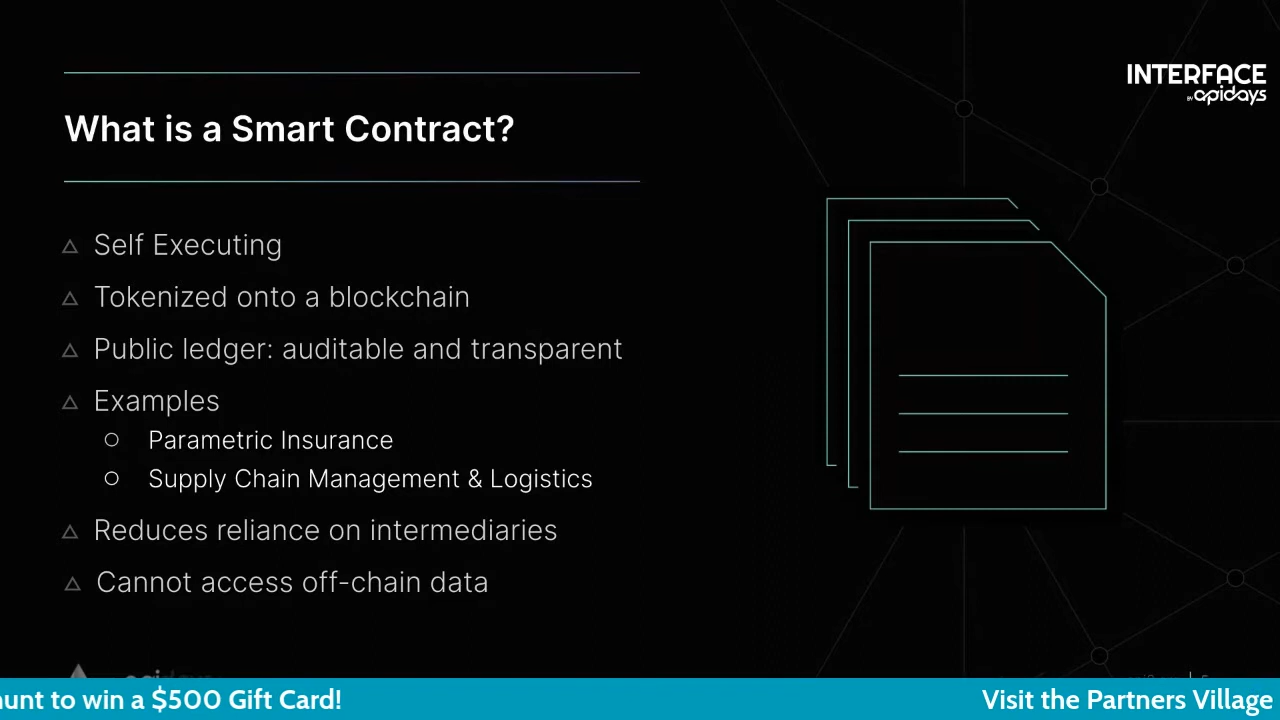 INTERFACE
BY apidays
What is a Smart Contract?
Self Executing
Tokenized onto a blockchain
Public ledger: auditable and transparent
Examples
Parametric Insurance
Supply Chain Management & Logistics
Reduces reliance on intermediaries
Cannot access off-chain data
to win a $500 Gift Card!
Visit the Partners Village